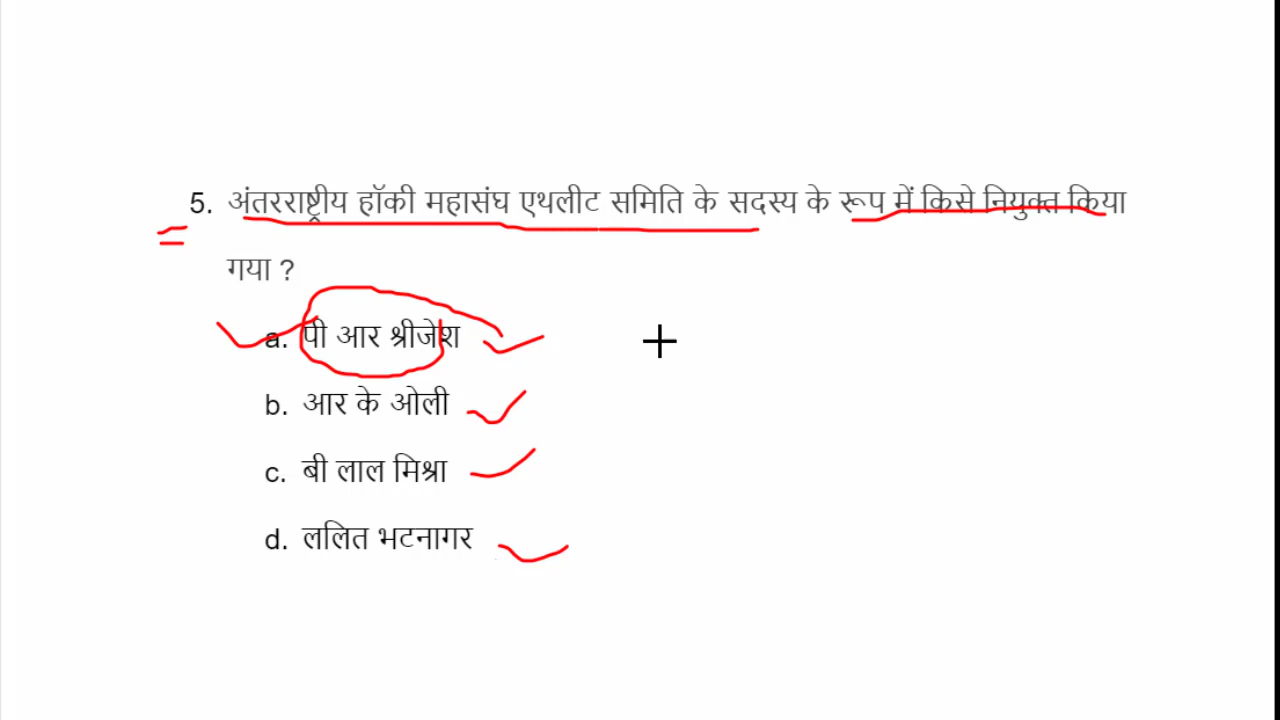 5. अंतरराष्ट्रीय हॉकी महासंघ एथलीट समिति के सदस्य के रूप में किसे नियुक्त किया
गया ?
a. पी आर श्रीजेश
b. आर के ओली
c. बी लाल मिश्रा
d. ललित भटनागर